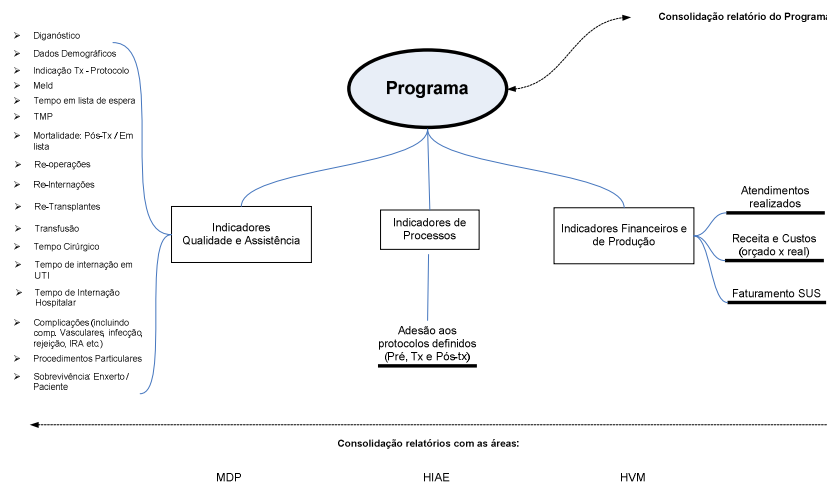 Consolidação relatório do Programa
Programa
Diganóstico
Dados Demográficos
Indicação Tx - Protocolo
Meld
Tempo em lista de espera
TMP
Mortalidade: Pós-Tx / Em
lista
Re-operações
Re-Internações
Re-Transplantes
Transfusão
Tempo Cirúrgico
Tempo de internação em
UTI
Tempo de Internação
Hospitalar
Complicações (incluindo
comp. Vasculares, infecção,
rejeição, IRA etc.)
Procedimentos Particulares
Sobrevivência: Enxerto /
Paciente
Indicadores
Qualidade e Assistência
Indicadores de
Processos
Adesão aos
protocolos definidos
(Pré, Tx e Pós-tx)
Indicadores Financeiros e
de Produção
Atendimentos
realizados
Receita e Custos
(orçado x real)
Faturamento SUS
Consolidação relatórios com as áreas:
MDP
HIAE
HVM